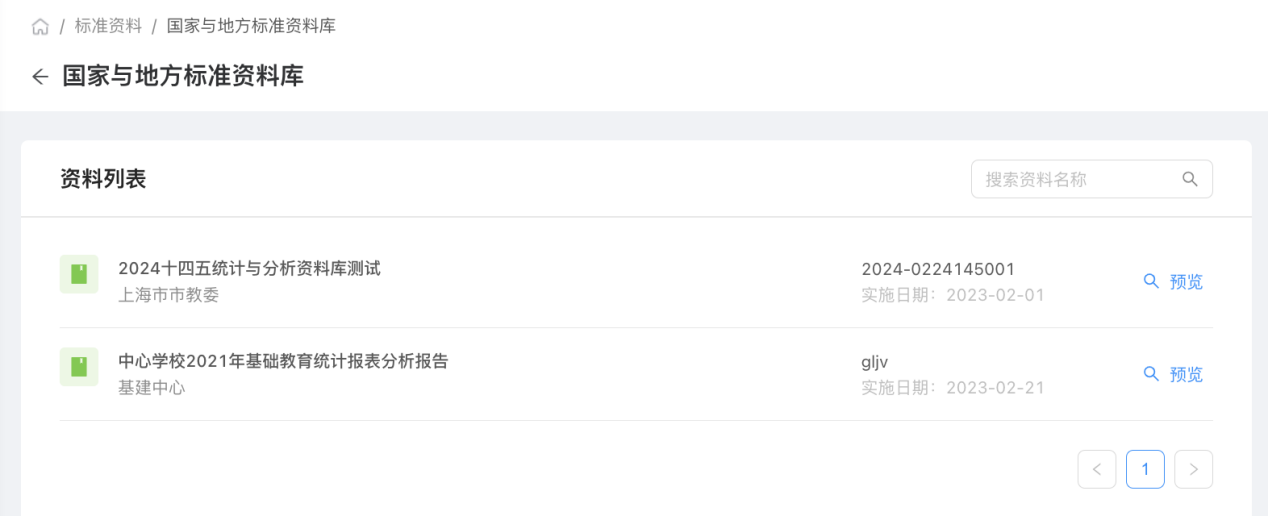 / 标准资料 / 国家与地方标准资料库
国家与地方标准资料库
资料列表
搜索资料名称
2024十四五统计与分析资料库测试
2024-0224145001
上海市市教委
实施日期：2023-02-01
预览
中心学校2021年基础教育统计报表分析报告
gljv
基建中心
实施日期：2023-02-21
预览
1